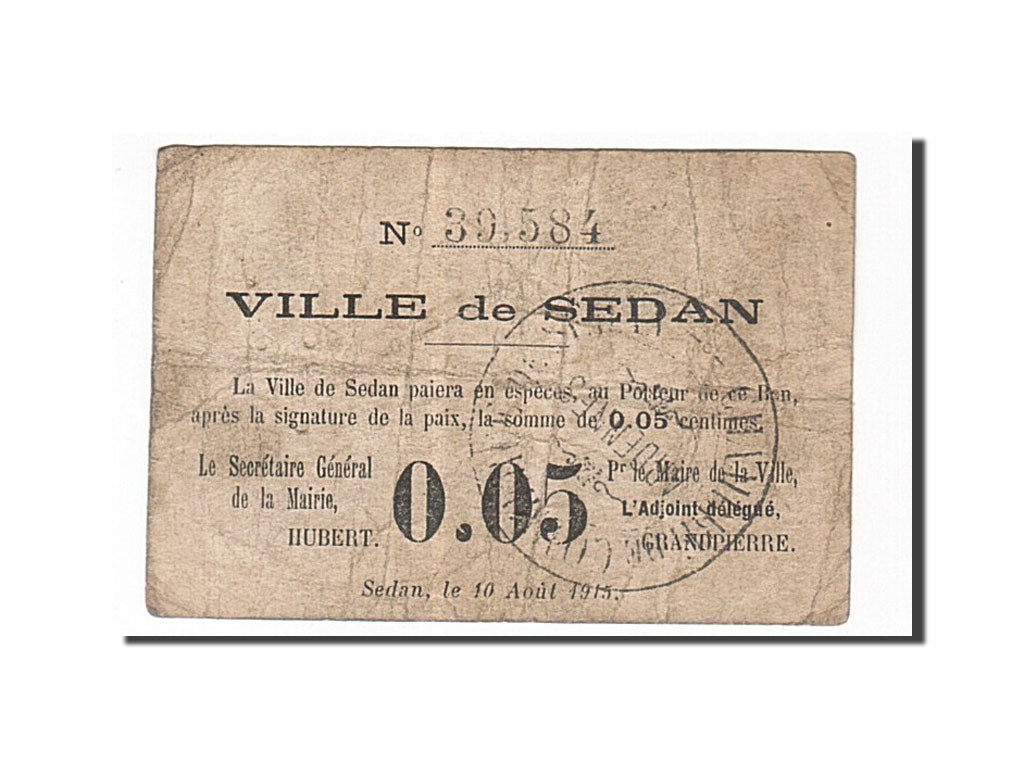 N° 39.584
VILLE de SEDAN
La Ville de Sedan paiera en espèces, au Porteur de ce Bon,
après la signature de la paix, la somme de 0.05 centimes.
Le Secrétaire Général
de la Mairie,
HUBERT.
0.05
Pr le Maire de la Ville,
L'Adjoint délégué,
GRANDPIERRE.
Sedan, le 10 Août 1915.